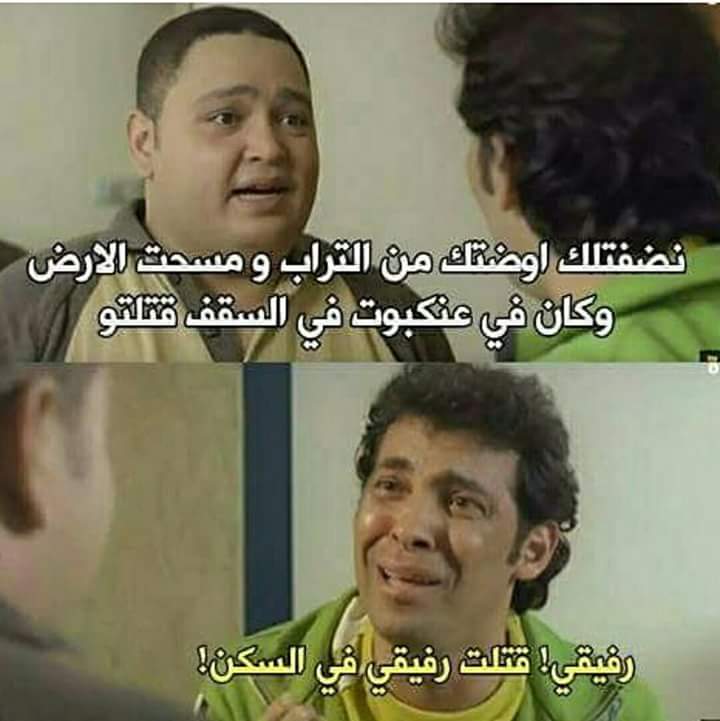 نضفتلك اوضتك من التراب و مسحت الارض
وكان في عنكبوت في السقف قتلتو
رفيقي! قتلت رفيقي في السكن!